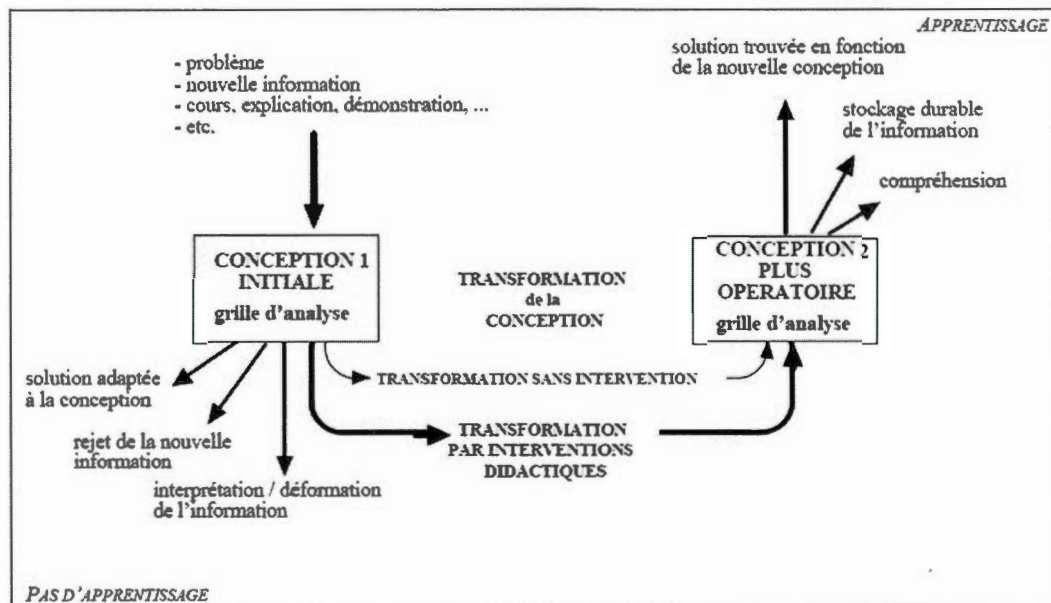 APPRENTISSAGE
- problème
- nouvelle information
- cours, explication, démonstration, ...
- etc.
solution trouvée en fonction
de la nouvelle conception
stockage durable
de l'information
compréhension
CONCEPTION 1
INITIALE
grille d'analyse
TRANSFORMATION
de la
CONCEPTION
CONCEPTION 2
PLUS
OPERATOIRE
grille d'analyse
TRANSFORMATION SANS INTERVENTION
solution adaptée
à la conception
rejet de la nouvelle
information
interprétation / déformation
de l'information
TRANSFORMATION
PAR INTERVENTIONS
DIDACTIQUES
PAS D'APPRENTISSAGE